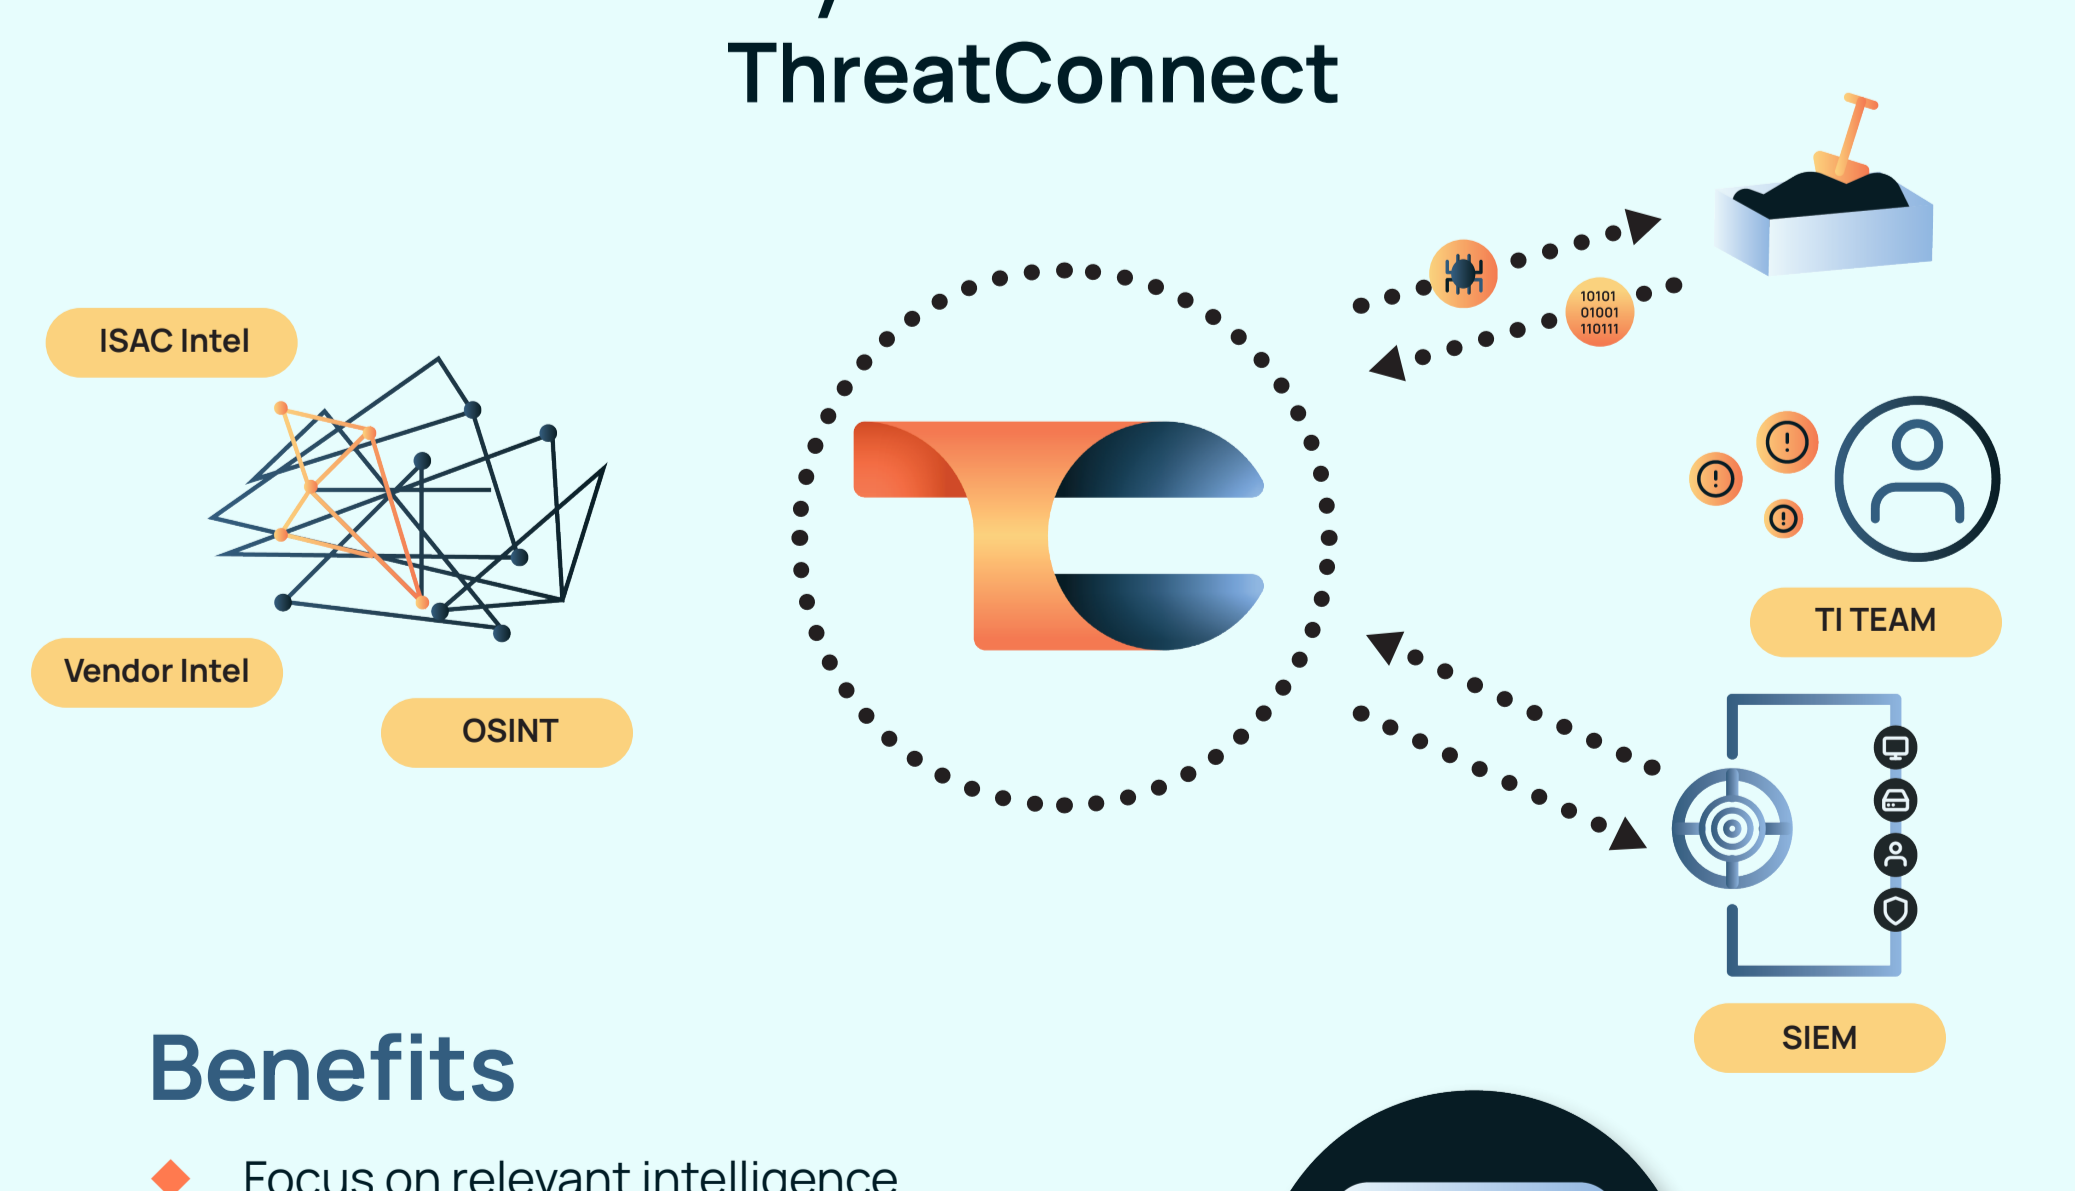 ThreatConnect
10101
01001
110111
ISAC Intel
Vendor Intel
OSINT
TI TEAM
SIEM
Benefits
Focus on relevant intelligence